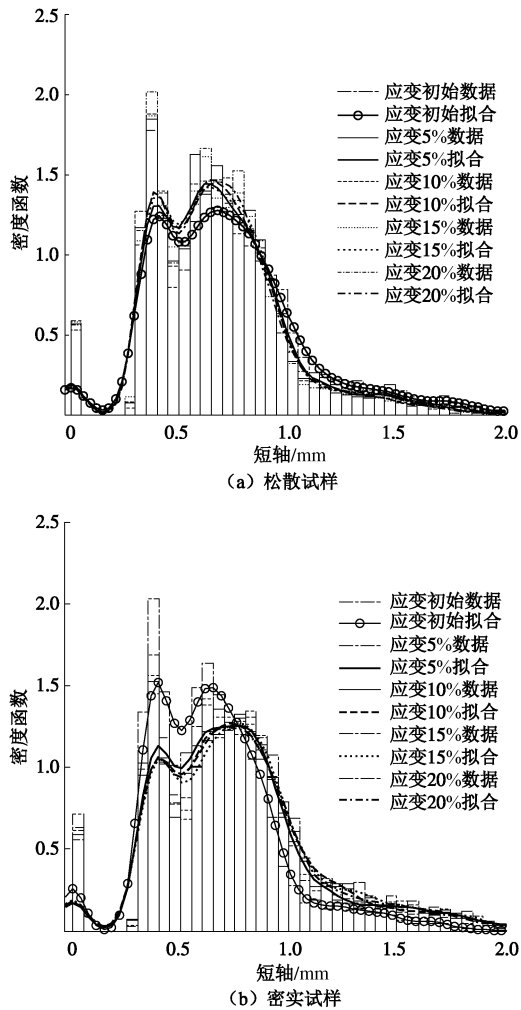 2.5
2.0
1.5
1.0
0.5
密度函数
应变初始数据
应变初始拟合
应变5%数据
应变5%拟合
应变10%数据
应变10%拟合
应变15%数据
应变15%拟合
应变20%数据
应变20%拟合
0 0.5 1.0 1.5 2.0
短轴/mm
（a）松散试样
2.5
2.0
1.5
1.0
0.5
密度函数
应变初始数据
应变初始拟合
应变5%数据
应变5%拟合
应变10%数据
应变10%拟合
应变15%数据
应变15%拟合
应变20%数据
应变20%拟合
0 0.5 1.0 1.5 2.0
短轴/mm
（b）密实试样